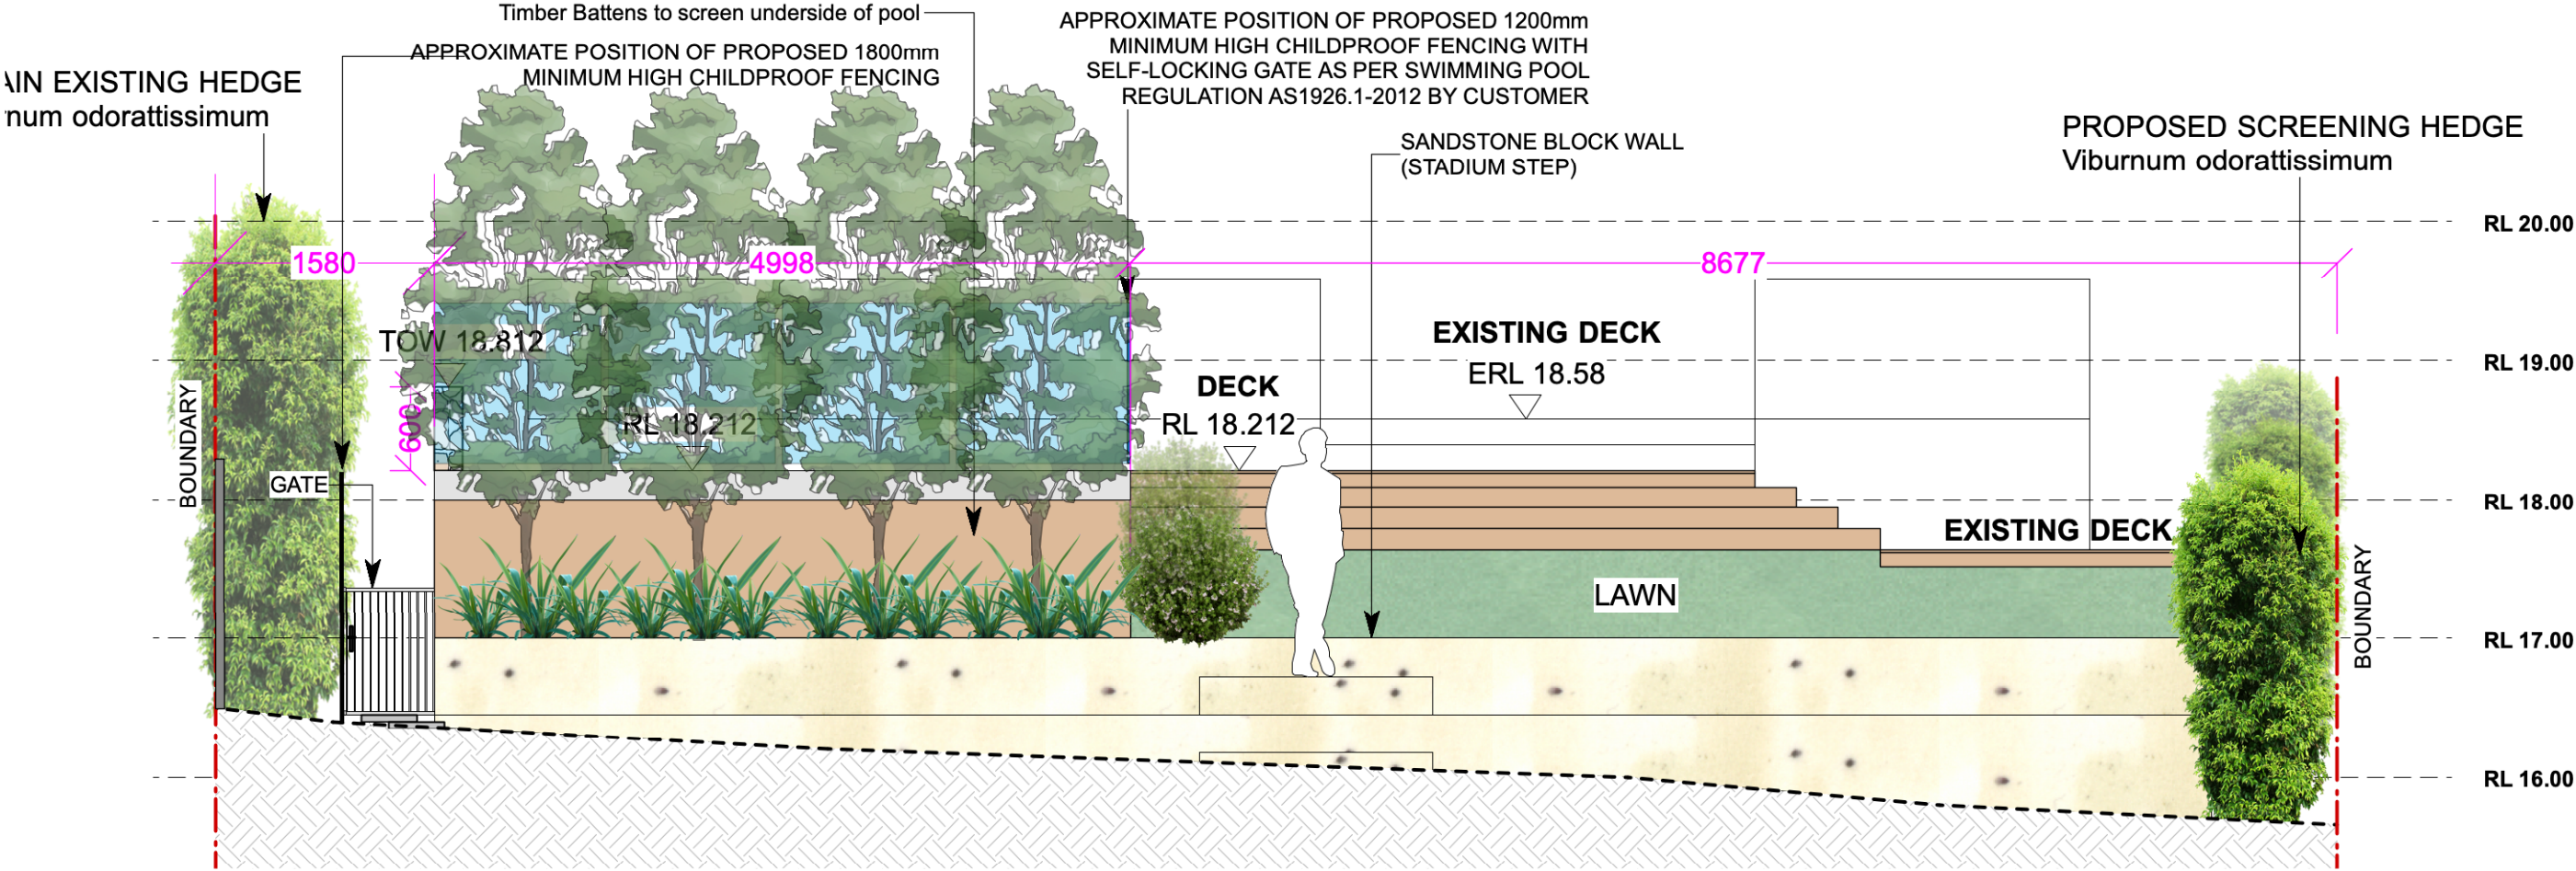 Timber Battens to screen underside of pool
APPROXIMATE POSITION OF PROPOSED 1800mm
MINIMUM HIGH CHILDPROOF FENCING
APPROXIMATE POSITION OF PROPOSED 1200mm
MINIMUM HIGH CHILDPROOF FENCING WITH
SELF-LOCKING GATE AS PER SWIMMING POOL
REGULATION AS1926.1-2012 BY CUSTOMER
AIN EXISTING HEDGE
rnum odorattissimum
SANDSTONE BLOCK WALL
(STADIUM STEP)
PROPOSED SCREENING HEDGE
Viburnum odorattissimum
RL 20.00
1580
4998
8677
TOW 18.812
EXISTING DECK
ERL 18.58
RL 19.00
DECK
RL 18.212
600
RL 18.212
BOUNDARY
GATE
RL 18.00
EXISTING DECK
LAWN
BOUNDARY
RL 17.00
RL 16.00